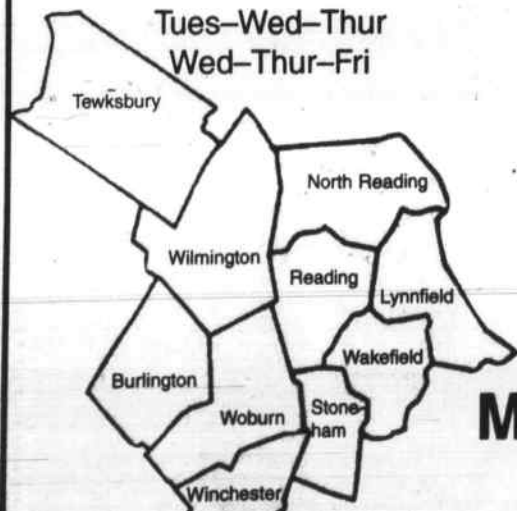 Tues–Wed–Thur
Wed–Thur–Fri
Tewksbury
North Reading
Wilmington
Reading
Lynnfield
Wakefield
Burlington
Woburn
Stone-
ham
M
Winchester